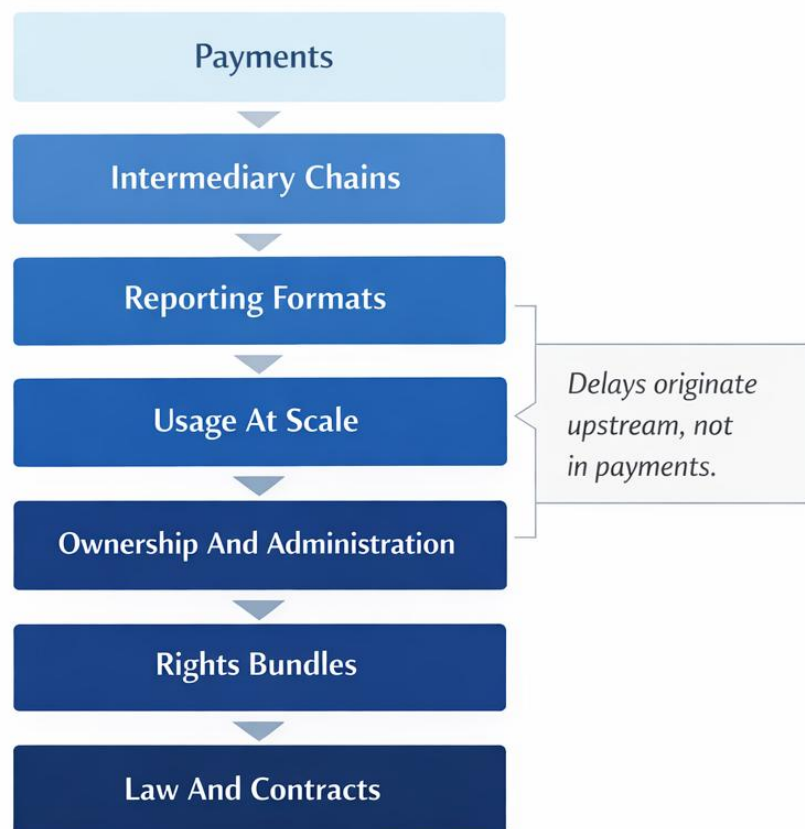 Payments
Intermediary Chains
Reporting Formats
Usage At Scale
Delays originate
upstream, not
in payments.
Ownership And Administration
Rights Bundles
Law And Contracts